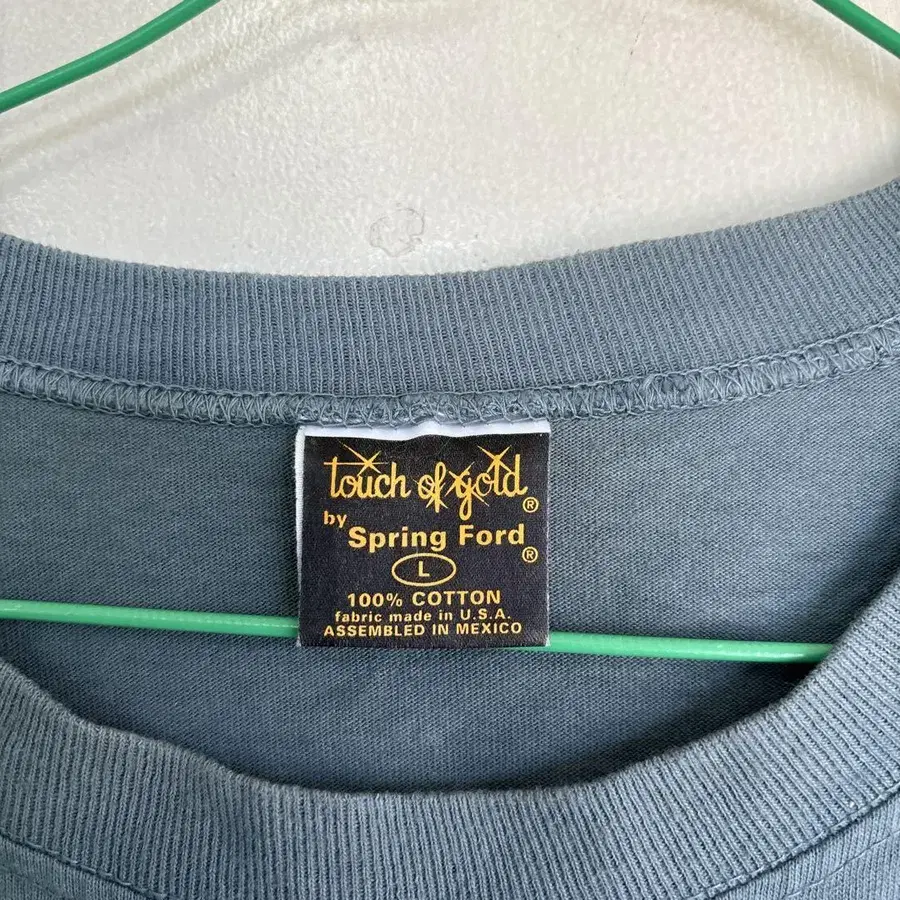 touch of gold®
by Spring Ford®
L
100% COTTON
fabric made in U.S.A.
ASSEMBLED IN MEXICO